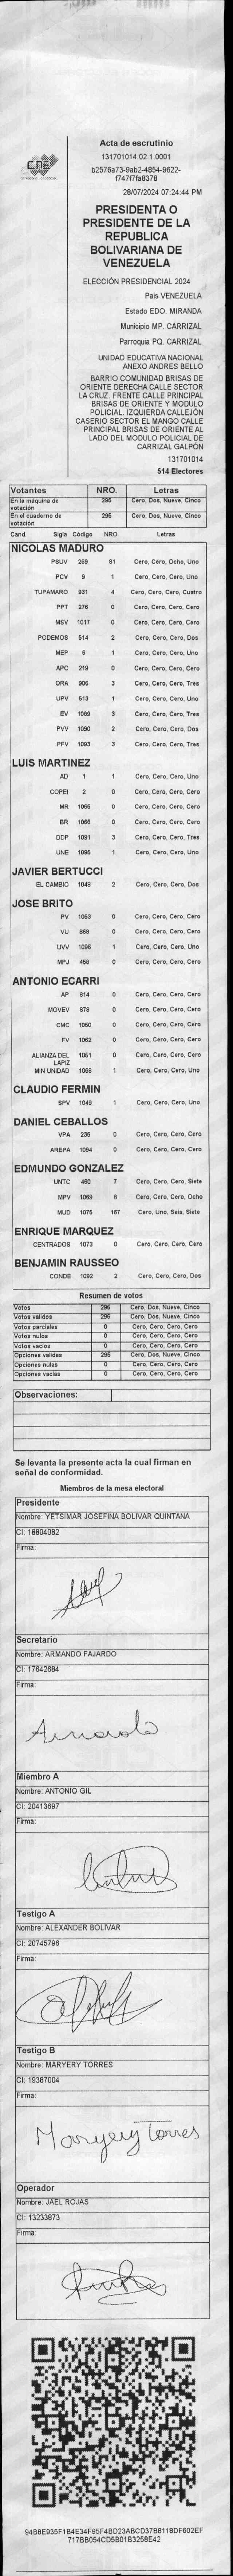 CNE
Acta de escrutinio
131701014.02.1.0001
b2576a73-9ab2-4854-9622-
f747f7fa8378
28/07/2024 07:24:44 PM
PRESIDENTA O
PRESIDENTE DE LA
REPUBLICA
BOLIVARIANA DE
VENEZUELA
ELECCIÓN PRESIDENCIAL 2024
País VENEZUELA
Estado EDO. MIRANDA
Municipio MP. CARRIZAL
Parroquia PQ. CARRIZAL
UNIDAD EDUCATIVA NACIONAL
ANEXO ANDRES BELLO
BARRIO COMUNIDAD BRISAS DE
ORIENTE DERECHA CALLE SECTOR
LA CRUZ. FRENTE CALLE PRINCIPAL
BRISAS DE ORIENTE Y MODULO
POLICIAL. IZQUIERDA CALLEJÓN
CASERIO SECTOR EL MANGO CALLE
PRINCIPAL BRISAS DE ORIENTE AL
LADO DEL MODULO POLICIAL DE
CARRIZAL GALPÓN
131701014
514 Electores
Votantes NRO. Letras
En la máquina de votación 295 Cero, Dos, Nueve, Cinco
En el cuaderno de votación 295 Cero, Dos, Nueve, Cinco
Cand. Sigla Código NRO. Letras
NICOLAS MADURO
PSUV 269 81 Cero, Cero, Ocho, Uno
PCV 9 1 Cero, Cero, Cero, Uno
TUPAMARO 931 4 Cero, Cero, Cero, Cuatro
PPT 276 0 Cero, Cero, Cero, Cero
MSV 1017 0 Cero, Cero, Cero, Cero
PODEMOS 514 2 Cero, Cero, Cero, Dos
MEP 6 1 Cero, Cero, Cero, Uno
APC 219 0 Cero, Cero, Cero, Cero
ORA 906 3 Cero, Cero, Cero, Tres
UPV 513 1 Cero, Cero, Cero, Uno
EV 1089 3 Cero, Cero, Cero, Tres
PVV 1090 2 Cero, Cero, Cero, Dos
PFV 1093 3 Cero, Cero, Cero, Tres
LUIS MARTINEZ
AD 1 1 Cero, Cero, Cero, Uno
COPEI 2 0 Cero, Cero, Cero, Cero
MR 1065 0 Cero, Cero, Cero, Cero
BR 1066 0 Cero, Cero, Cero, Cero
DDP 1091 3 Cero, Cero, Cero, Tres
UNE 1095 1 Cero, Cero, Cero, Uno
JAVIER BERTUCCI
EL CAMBIO 1048 2 Cero, Cero, Cero, Dos
JOSE BRITO
PV 1053 0 Cero, Cero, Cero, Cero
VU 868 0 Cero, Cero, Cero, Cero
UVV 1096 1 Cero, Cero, Cero, Uno
MPJ 458 0 Cero, Cero, Cero, Cero
ANTONIO ECARRI
AP 814 0 Cero, Cero, Cero, Cero
MOVEV 878 0 Cero, Cero, Cero, Cero
CMC 1050 0 Cero, Cero, Cero, Cero
FV 1062 0 Cero, Cero, Cero, Cero
ALIANZA DEL LAPIZ 1051 0 Cero, Cero, Cero, Cero
MIN UNIDAD 1058 1 Cero, Cero, Cero, Uno
CLAUDIO FERMIN
SPV 1049 1 Cero, Cero, Cero, Uno
DANIEL CEBALLOS
VPA 236 0 Cero, Cero, Cero, Cero
AREPA 1094 0 Cero, Cero, Cero, Cero
EDMUNDO GONZALEZ
UNTC 460 7 Cero, Cero, Cero, Siete
MPV 1059 8 Cero, Cero, Cero, Ocho
MUD 1075 167 Cero, Uno, Seis, Siete
ENRIQUE MARQUEZ
CENTRADOS 1073 0 Cero, Cero, Cero, Cero
BENJAMIN RAUSSEO
CONDE 1092 2 Cero, Cero, Cero, Dos
Resumen de votos
Votos 295 Cero, Dos, Nueve, Cinco
Votos válidos 295 Cero, Dos, Nueve, Cinco
Votos parciales 0 Cero, Cero, Cero, Cero
Votos nulos 0 Cero, Cero, Cero, Cero
Votos vacíos 0 Cero, Cero, Cero, Cero
Opciones válidas 295 Cero, Dos, Nueve, Cinco
Opciones nulas 0 Cero, Cero, Cero, Cero
Opciones vacías 0 Cero, Cero, Cero, Cero
Observaciones:
Se levanta la presente acta la cual firman en
señal de conformidad.
Miembros de la mesa electoral
Presidente
Nombre: YETSIMAR JOSEFINA BOLIVAR QUINTANA
CI: 18804082
Firma:
Secretario
Nombre: ARMANDO FAJARDO
CI: 17642684
Firma:
Armando
Miembro A
Nombre: ANTONIO GIL
CI: 20413697
Firma:
Testigo A
Nombre: ALEXANDER BOLIVAR
CI: 20745796
Firma:
Testigo B
Nombre: MARYERY TORRES
CI: 19387004
Firma:
Maryery Torres
Operador
Nombre: JAEL ROJAS
CI: 13233873
Firma:
94B8E935F1B4E34F95F4BD23ABCD37B8118DF602EF
717BB054CD5B01B3258E42